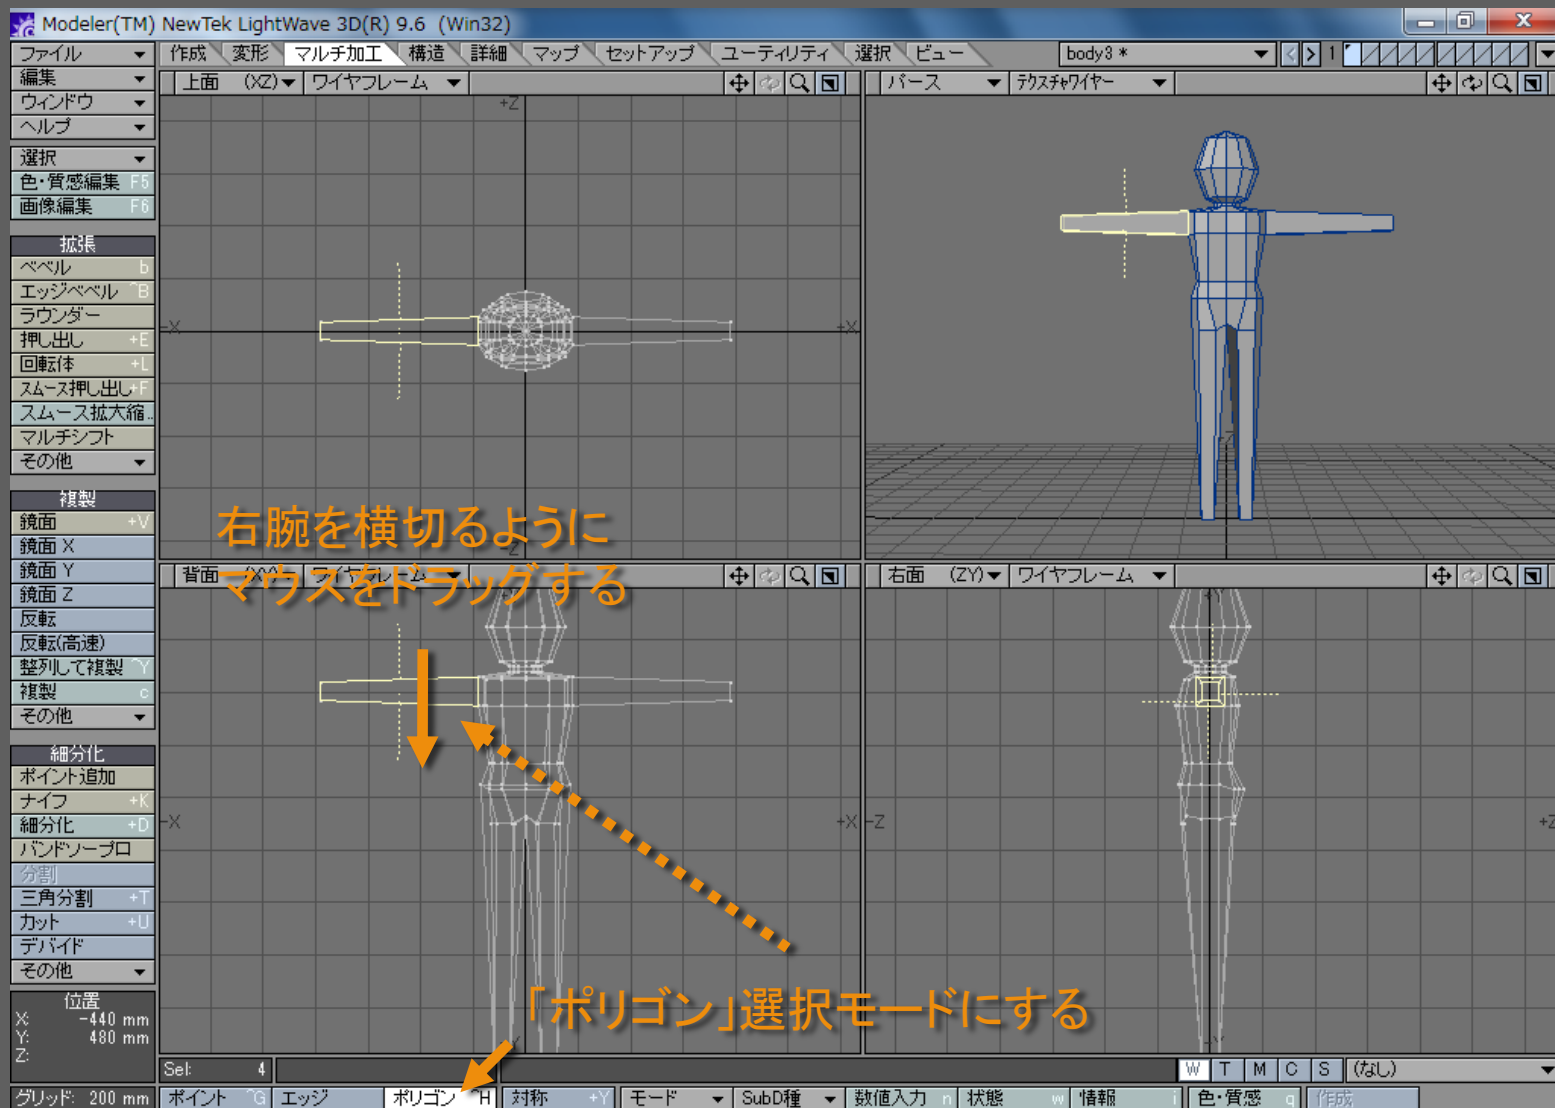 Modeler(TM) NewTek LightWave 3D(R) 9.6 (Win32)
ファイル
編集
ウィンドウ
ヘルプ
選択
色・質感編集 F5
画像編集 F6
拡張
ベベル b
エッジベベル ^B
ラウンダー
押し出し +E
回転体 +L
スムース押し出し+F
スムース拡大縮..
マルチシフト
その他
複製
鏡面 +V
鏡面 X
鏡面 Y
鏡面 Z
反転
反転(高速)
整列して複製 ^Y
複製 c
その他
細分化
ポイント追加
ナイフ +K
細分化 +D
バンドソープロ
分割
三角分割 +T
カット +U
デバイド
その他
位置
X: -440 mm
Y: 480 mm
Z:
グリッド: 200 mm
作成 変形 マルチ加工 構造 詳細 マップ セットアップ ユーティリティ 選択 ビュー body3 * 1
上面 (XZ) ワイヤフレーム
+Z
-X +X
-Z
パース テクスチャワイヤー
右腕を横切るように
マウスをドラッグする
背面 (XY) ワイヤフレーム
+Y
-X +X
-Y
右面 (ZY) ワイヤフレーム
+Y
-Z +Z
-Y
「ポリゴン」選択モードにする
Sel: 4
W T M C S (なし)
ポイント ^G エッジ ポリゴン ^H 対称 +Y モード SubD種 数値入力 n 状態 w 情報 i 色・質感 q 作成